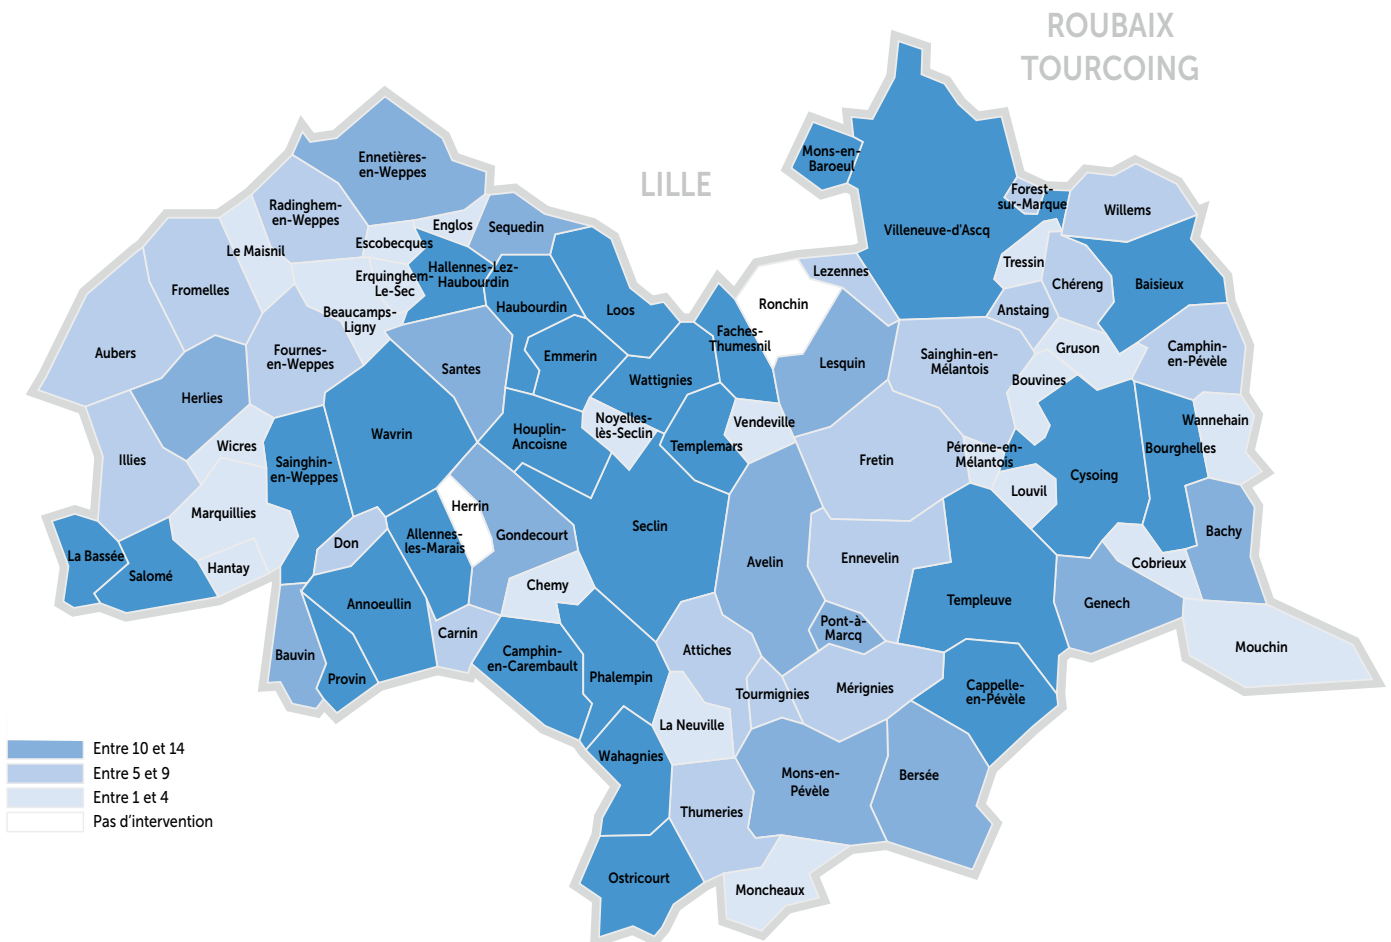 ROUBAIX
TOURCOING
LILLE
Mons-en-
Baroeul
Ennetières-
en-Weppes
Forest-
sur-Marque
Radinghem-
en-Weppes
Willems
Englos
Sequedin
Villeneuve-d'Ascq
Escobecques
Le Maisnil
Tressin
Hallennes-Lez-
Haubourdin
Lezennes
Erquinghem-
Le-Sec
Chéreng
Baisieux
Fromelles
Ronchin
Haubourdin
Loos
Anstaing
Beaucamps-
Ligny
Faches-
Thumesnil
Gruson
Camphin-
en-Pévèle
Aubers
Fournes-
en-Weppes
Emmerin
Sainghin-en-
Mélantois
Santes
Lesquin
Wattignies
Bouvines
Herlies
Noyelles-
lès-Seclin
Vendeville
Wannehain
Wavrin
Houplin-
Ancoisne
Templemars
Wicres
Péronne-en-
Mélantois
Bourghelles
Illies
Sainghin-
en-Weppes
Fretin
Cysoing
Louvil
Marquillies
Herrin
Seclin
Bachy
Don
Allennes-
les-Marais
Gondecourt
La Bassée
Ennevelin
Avelin
Cobrieux
Hantay
Salomé
Chemy
Annoeullin
Templeuve
Genech
Pont-à-
Marcq
Carnin
Mouchin
Bauvin
Camphin-
en-Carembault
Attiches
Provin
Phalempin
Tourmignies
Mérignies
Cappelle-
en-Pévèle
La Neuville
Wahagnies
Mons-en-
Pévèle
Bersée
Thumeries
Ostricourt
Moncheaux
Entre 10 et 14
Entre 5 et 9
Entre 1 et 4
Pas d'intervention